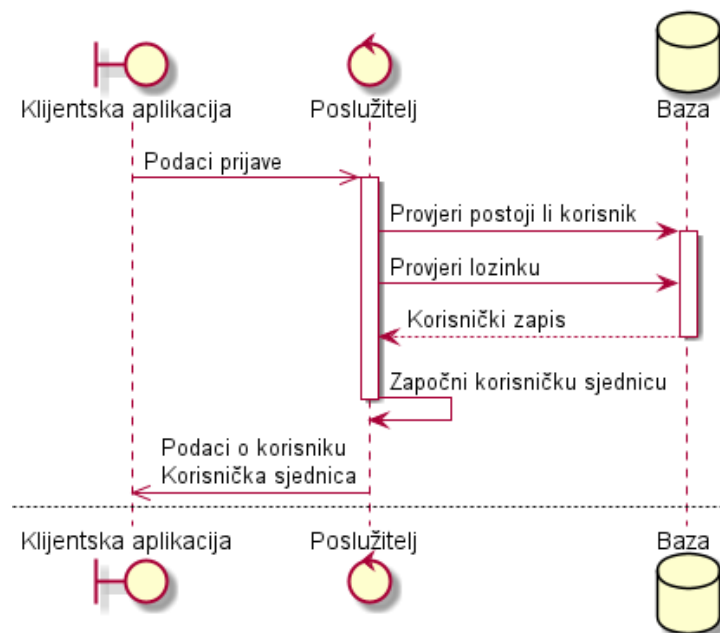 Klijentska aplikacija
Poslužitelj
Baza
Podaci prijave
Provjeri postoji li korisnik
Provjeri lozinku
Korisnički zapis
Započni korisničku sjednicu
Podaci o korisniku
Korisnička sjednica
Klijentska aplikacija
Poslužitelj
Baza